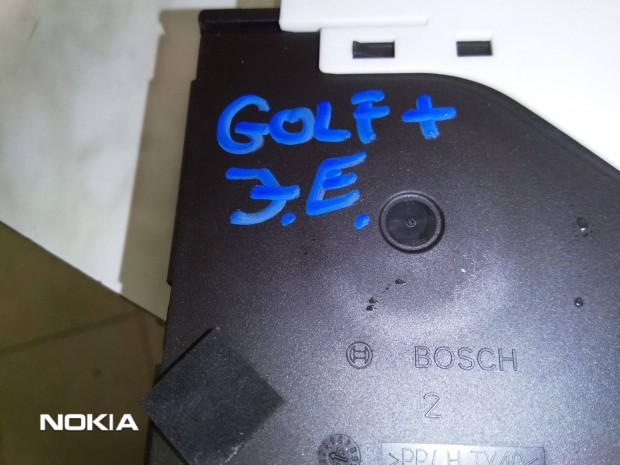 GOLF +
J.E.
BOSCH
2
NOKIA